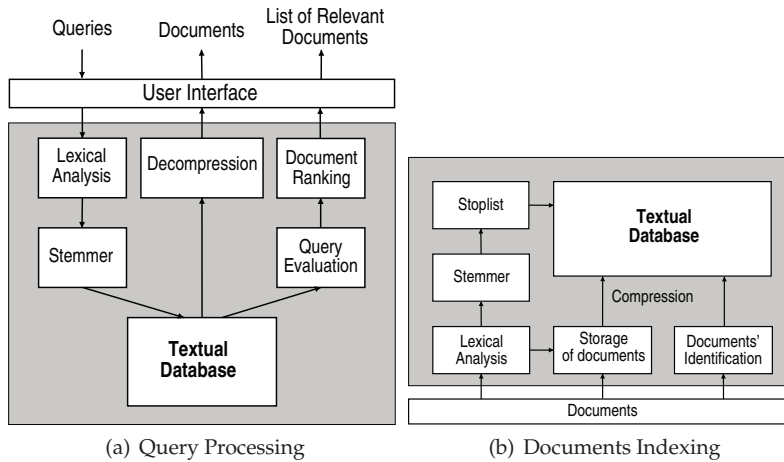 Queries
Documents
List of Relevant
Documents
User Interface
Lexical
Analysis
Decompression
Document
Ranking
Stemmer
Query
Evaluation
Textual
Database
(a) Query Processing
Stoplist
Textual
Database
Stemmer
Compression
Lexical
Analysis
Storage
of documents
Documents'
Identification
Documents
(b) Documents Indexing